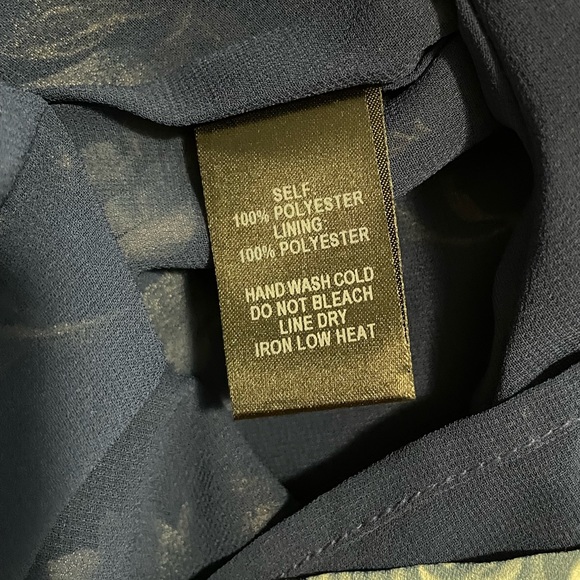 SELF:
100% POLYESTER
LINING:
100% POLYESTER
HAND WASH COLD
DO NOT BLEACH
LINE DRY
IRON LOW HEAT